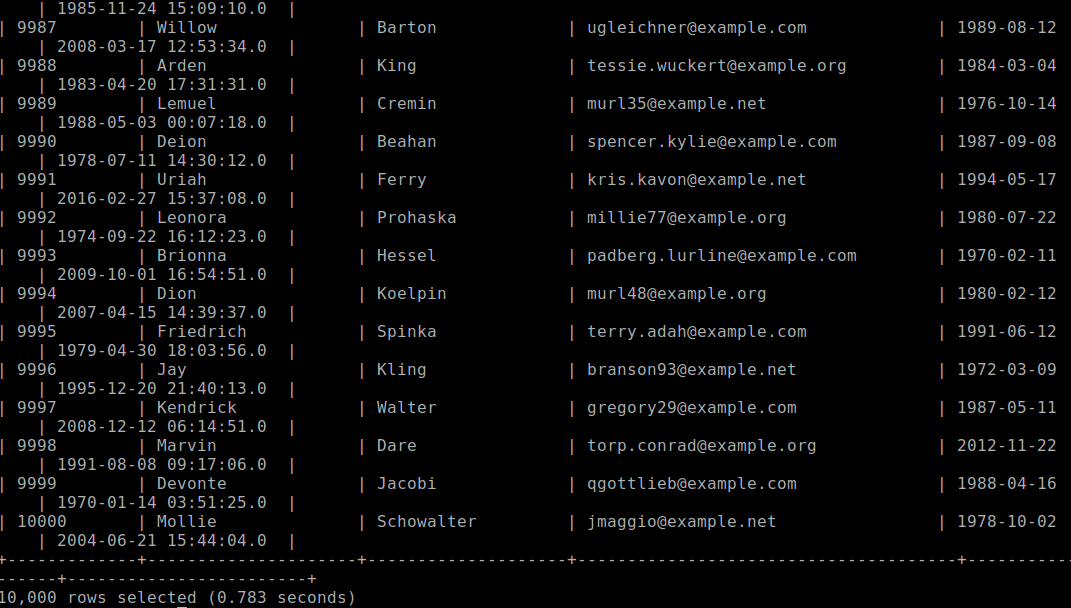 | 1985-11-24 15:09:10.0 |
| 9987 | Willow | Barton | ugleichner@example.com | 1989-08-12
| 2008-03-17 12:53:34.0 |
| 9988 | Arden | King | tessie.wuckert@example.org | 1984-03-04
| 1983-04-20 17:31:31.0 |
| 9989 | Lemuel | Cremin | murl35@example.net | 1976-10-14
| 1988-05-03 00:07:18.0 |
| 9990 | Deion | Beahan | spencer.kylie@example.com | 1987-09-08
| 1978-07-11 14:30:12.0 |
| 9991 | Uriah | Ferry | kris.kavon@example.net | 1994-05-17
| 2016-02-27 15:37:08.0 |
| 9992 | Leonora | Prohaska | millie77@example.org | 1980-07-22
| 1974-09-22 16:12:23.0 |
| 9993 | Brionna | Hessel | padberg.lurline@example.com | 1970-02-11
| 2009-10-01 16:54:51.0 |
| 9994 | Dion | Koelpin | murl48@example.org | 1980-02-12
| 2007-04-15 14:39:37.0 |
| 9995 | Friedrich | Spinka | terry.adah@example.com | 1991-06-12
| 1979-04-30 18:03:56.0 |
| 9996 | Jay | Kling | branson93@example.net | 1972-03-09
| 1995-12-20 21:40:13.0 |
| 9997 | Kendrick | Walter | gregory29@example.com | 1987-05-11
| 2008-12-12 06:14:51.0 |
| 9998 | Marvin | Dare | torp.conrad@example.org | 2012-11-22
| 1991-08-08 09:17:06.0 |
| 9999 | Devonte | Jacobi | qgottlieb@example.com | 1988-04-16
| 1970-01-14 03:51:25.0 |
| 10000 | Mollie | Schowalter | jmaggio@example.net | 1978-10-02
| 2004-06-21 15:44:04.0 |
+-------------+---------------------+--------------------+--------------------------------------+-----------
------+------------------------+
10,000 rows selected (0.783 seconds)